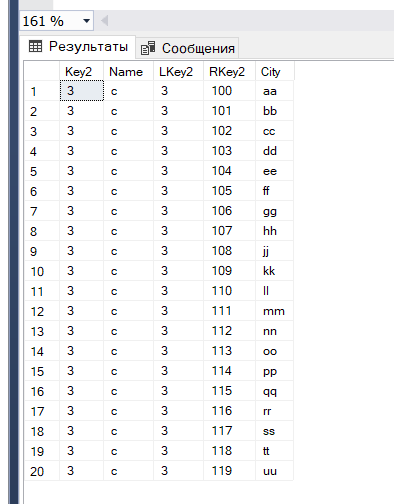 161 %
Результаты Сообщения
Key2 Name LKey2 RKey2 City
1 3 c 3 100 aa
2 3 c 3 101 bb
3 3 c 3 102 cc
4 3 c 3 103 dd
5 3 c 3 104 ee
6 3 c 3 105 ff
7 3 c 3 106 gg
8 3 c 3 107 hh
9 3 c 3 108 jj
10 3 c 3 109 kk
11 3 c 3 110 ll
12 3 c 3 111 mm
13 3 c 3 112 nn
14 3 c 3 113 oo
15 3 c 3 114 pp
16 3 c 3 115 qq
17 3 c 3 116 rr
18 3 c 3 117 ss
19 3 c 3 118 tt
20 3 c 3 119 uu